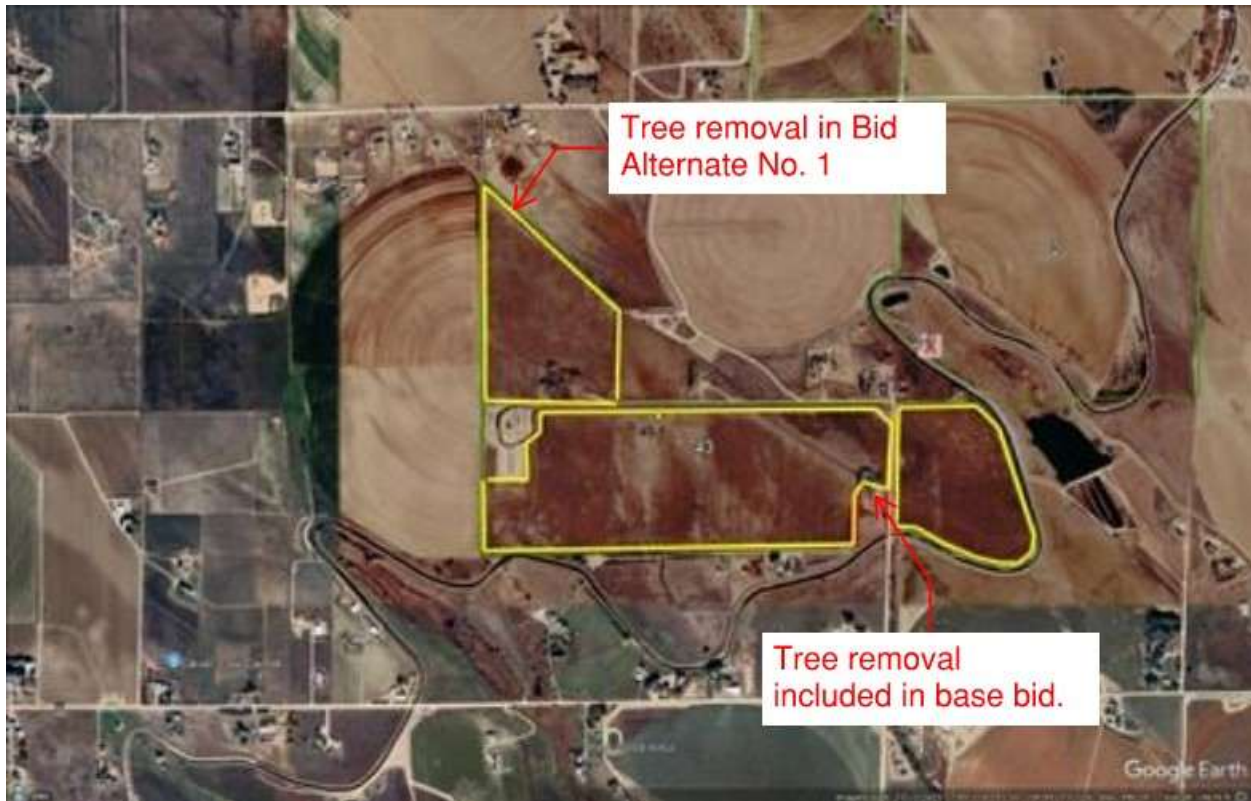 Tree removal in Bid
Alternate No. 1
Tree removal
included in base bid.
Google Earth